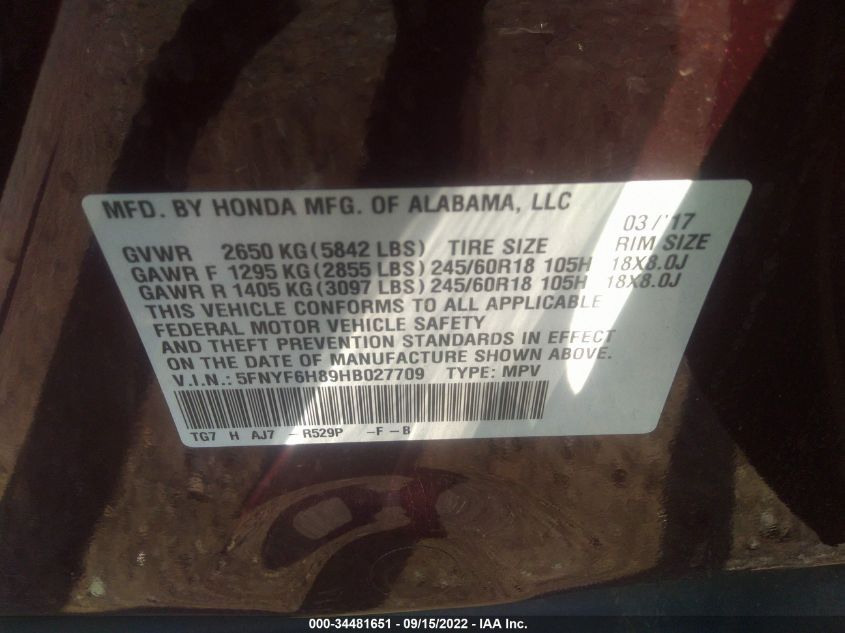 MFD. BY HONDA MFG. OF ALABAMA, LLC 03/'17
GVWR 2650 KG(5842 LBS) TIRE SIZE RIM SIZE
GAWR F 1295 KG(2855 LBS)245/60R18 105H 18X8.0J
GAWR R 1405 KG(3097 LBS)245/60R18 105H 18X8.0J
THIS VEHICLE CONFORMS TO ALL APPLICABLE
FEDERAL MOTOR VEHICLE SAFETY
AND THEFT PREVENTION STANDARDS IN EFFECT
ON THE DATE OF MANUFACTURE SHOWN ABOVE.
V.I.N.: 5FNYF6H89HB027709 TYPE: MPV
TG7 H AJ7 -R529P -F-B
000-34481651 - 09/15/2022 - IAA Inc.